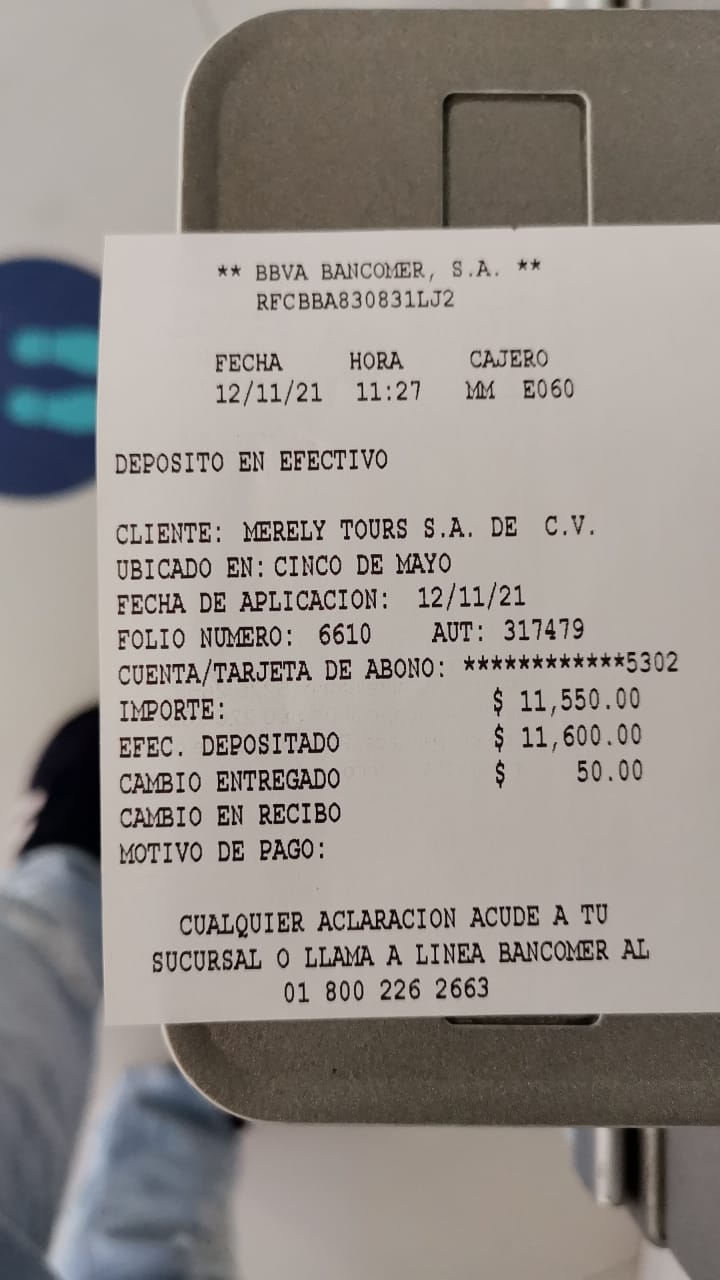 ** BBVA BANCOMER, S.A. **
RFCBBA830831LJ2
FECHA HORA CAJERO
12/11/21 11:27 MM E060
DEPOSITO EN EFECTIVO
CLIENTE: MERELY TOURS S.A. DE C.V.
UBICADO EN: CINCO DE MAYO
FECHA DE APLICACION: 12/11/21
FOLIO NUMERO: 6610 AUT: 317479
CUENTA/TARJETA DE ABONO: ************5302
IMPORTE: $ 11,550.00
EFEC. DEPOSITADO $ 11,600.00
CAMBIO ENTREGADO $ 50.00
CAMBIO EN RECIBO
MOTIVO DE PAGO:
CUALQUIER ACLARACION ACUDE A TU
SUCURSAL O LLAMA A LINEA BANCOMER AL
01 800 226 2663